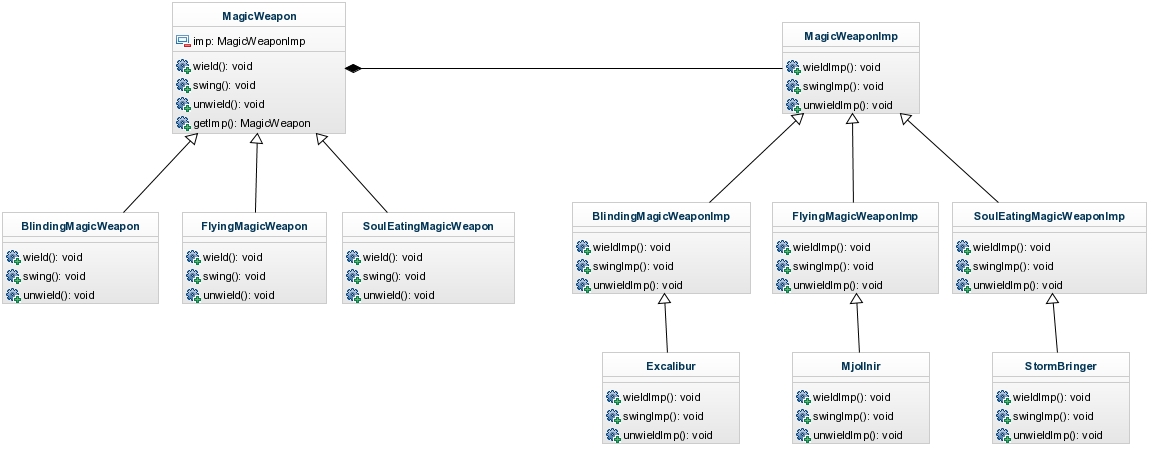 MagicWeapon
imp: MagicWeaponImp
wield(): void
swing(): void
unwield(): void
getImp(): MagicWeapon
MagicWeaponImp
wieldImp(): void
swingImp(): void
unwieldImp(): void
BlindingMagicWeapon
wield(): void
swing(): void
unwield(): void
FlyingMagicWeapon
wield(): void
swing(): void
unwield(): void
SoulEatingMagicWeapon
wield(): void
swing(): void
unwield(): void
BlindingMagicWeaponImp
wieldImp(): void
swingImp(): void
unwieldImp(): void
FlyingMagicWeaponImp
wieldImp(): void
swingImp(): void
unwieldImp(): void
SoulEatingMagicWeaponImp
wieldImp(): void
swingImp(): void
unwieldImp(): void
Excalibur
wieldImp(): void
swingImp(): void
unwieldImp(): void
Mjollnir
wieldImp(): void
swingImp(): void
unwieldImp(): void
StormBringer
wieldImp(): void
swingImp(): void
unwieldImp(): void